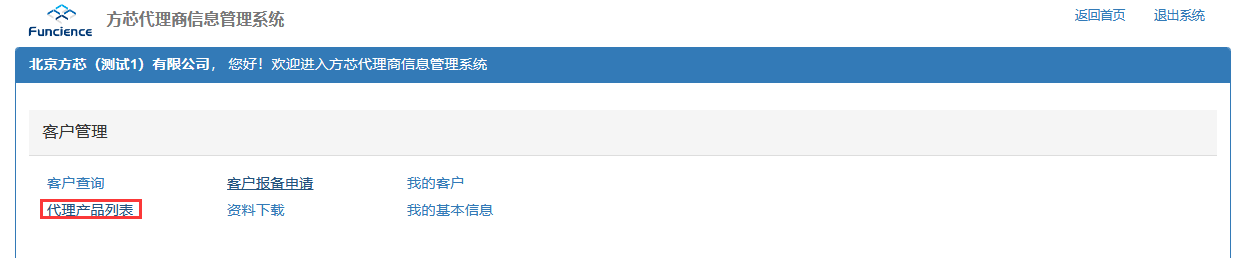 Funcience 方芯代理商信息管理系统 返回首页 退出系统
北京方芯（测试1）有限公司， 您好！欢迎进入方芯代理商信息管理系统
客户管理
客户查询 客户报备申请 我的客户
代理产品列表 资料下载 我的基本信息